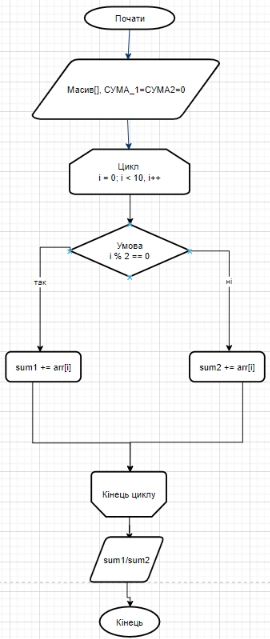 Почати
Масив[], СУМА_1=СУМА2=0
Цикл
i = 0; i < 10, i++
Умова
i % 2 == 0
так
ні
sum1 += arr[i]
sum2 += arr[i]
Кінець циклу
sum1/sum2
Кінець